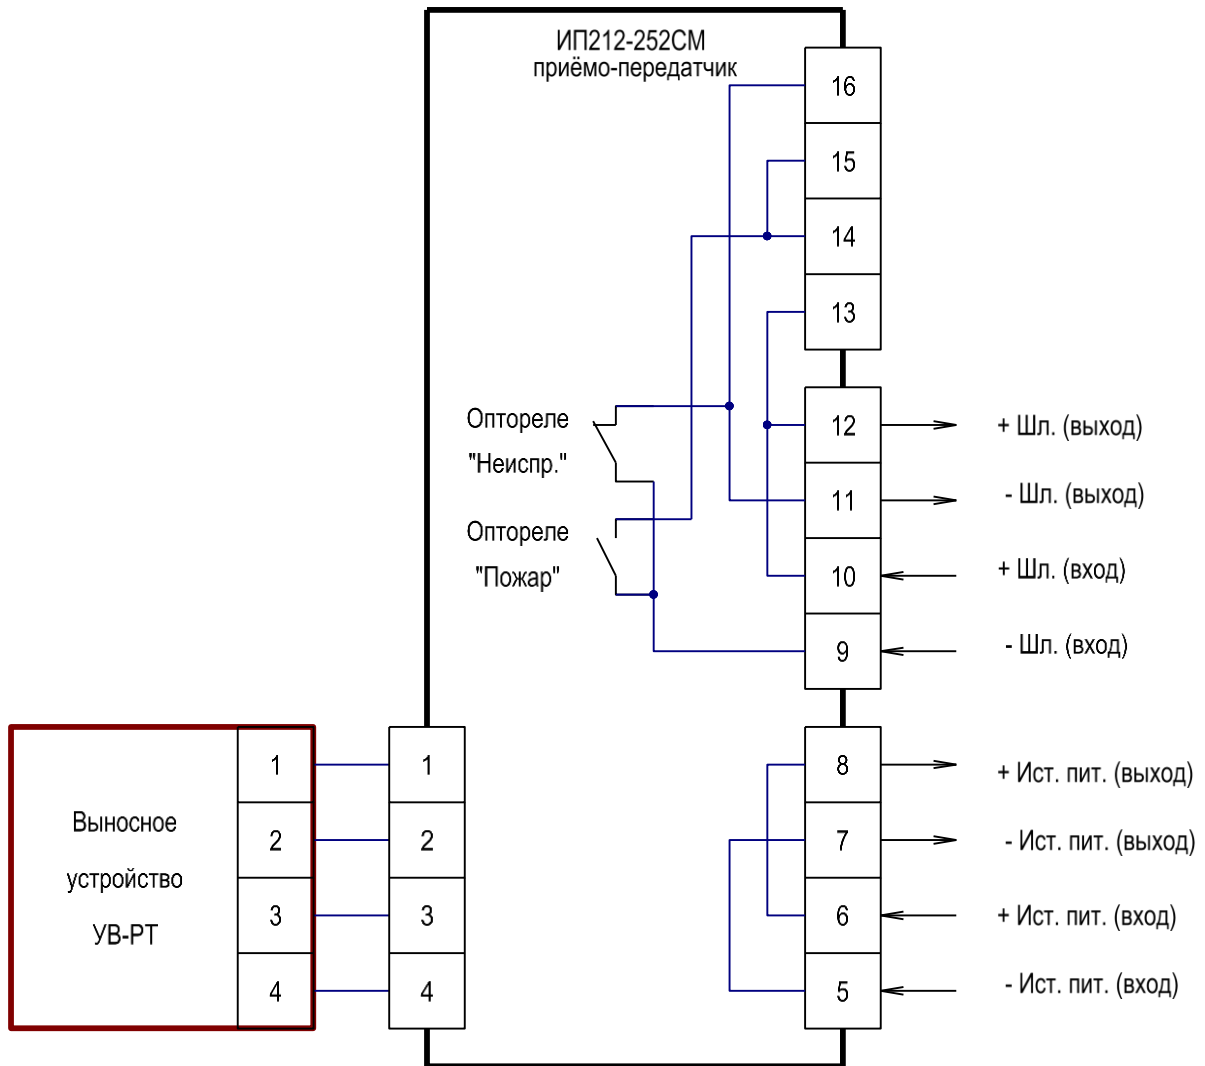 ИП212-252СМ
приёмо-передатчик
16
15
14
13
Оптореле
"Неиспр."
Оптореле
"Пожар"
12
+ Шл. (выход)
11
- Шл. (выход)
10
+ Шл. (вход)
9
- Шл. (вход)
Выносное
устройство
УВ-РТ
1
2
3
4
1
2
3
4
8
+ Ист. пит. (выход)
7
- Ист. пит. (выход)
6
+ Ист. пит. (вход)
5
- Ист. пит. (вход)